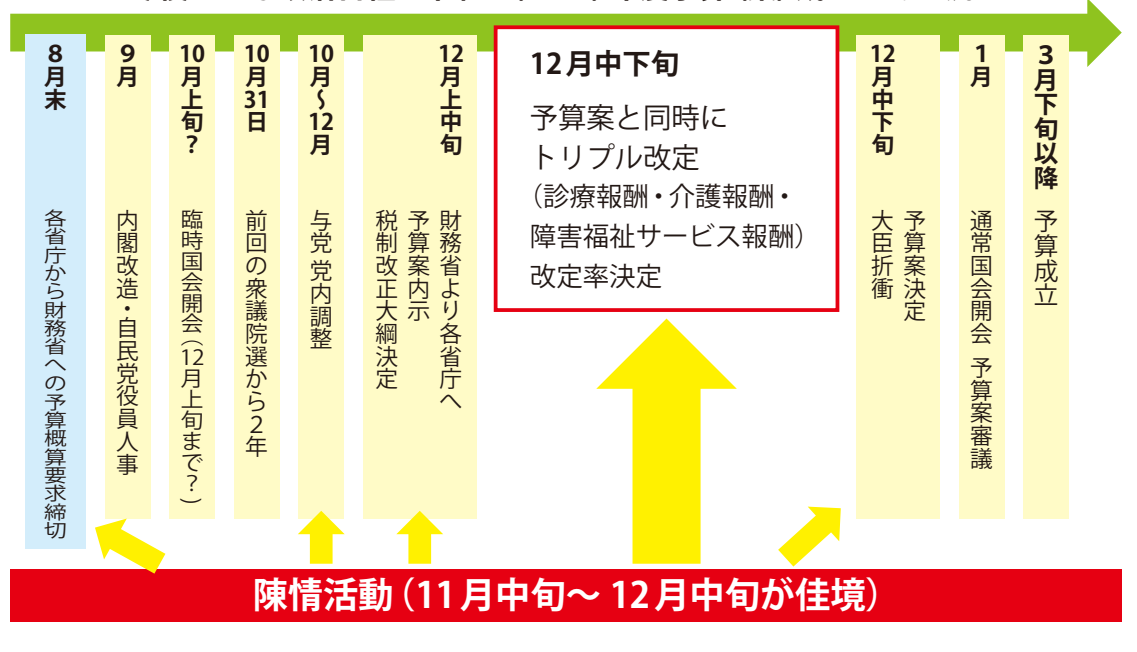 8月末
各省庁から財務省への予算概算要求締切
9月
内閣改造・自民党役員人事
10月上旬?
臨時国会開会(12月上旬まで?)
10月31日
前回の衆議院選から2年
10月~12月
与党 党内調整
12月上中旬
財務省より各省庁へ
予算案内示
税制改正大綱決定
12月中下旬
予算案と同時に
トリプル改定
(診療報酬・介護報酬・
障害福祉サービス報酬)
改定率決定
12月中下旬
予算案決定
大臣折衝
1月
通常国会開会 予算案審議
3月下旬以降
予算成立
陳情活動(11月中旬~12月中旬が佳境)